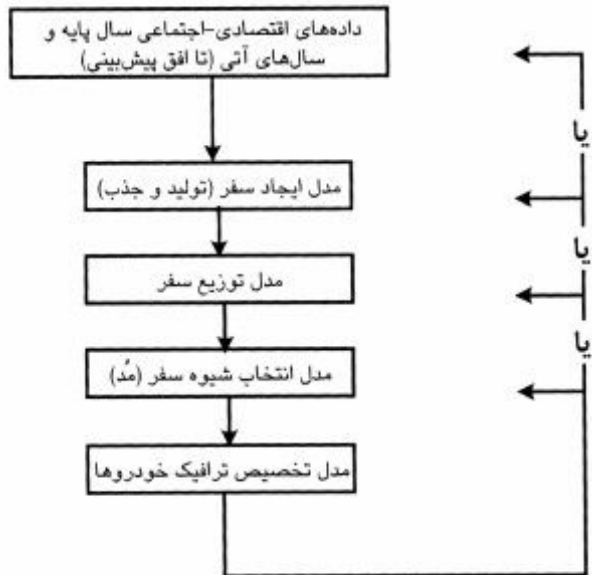 داده‌های اقتصادی-اجتماعی سال پایه و
سال‌های آتی (تا افق پیش‌بینی)
مدل ایجاد سفر (تولید و جذب)
مدل توزیع سفر
مدل انتخاب شیوه سفر (مُد)
مدل تخصیص ترافیک خودروها
یا
یا
یا